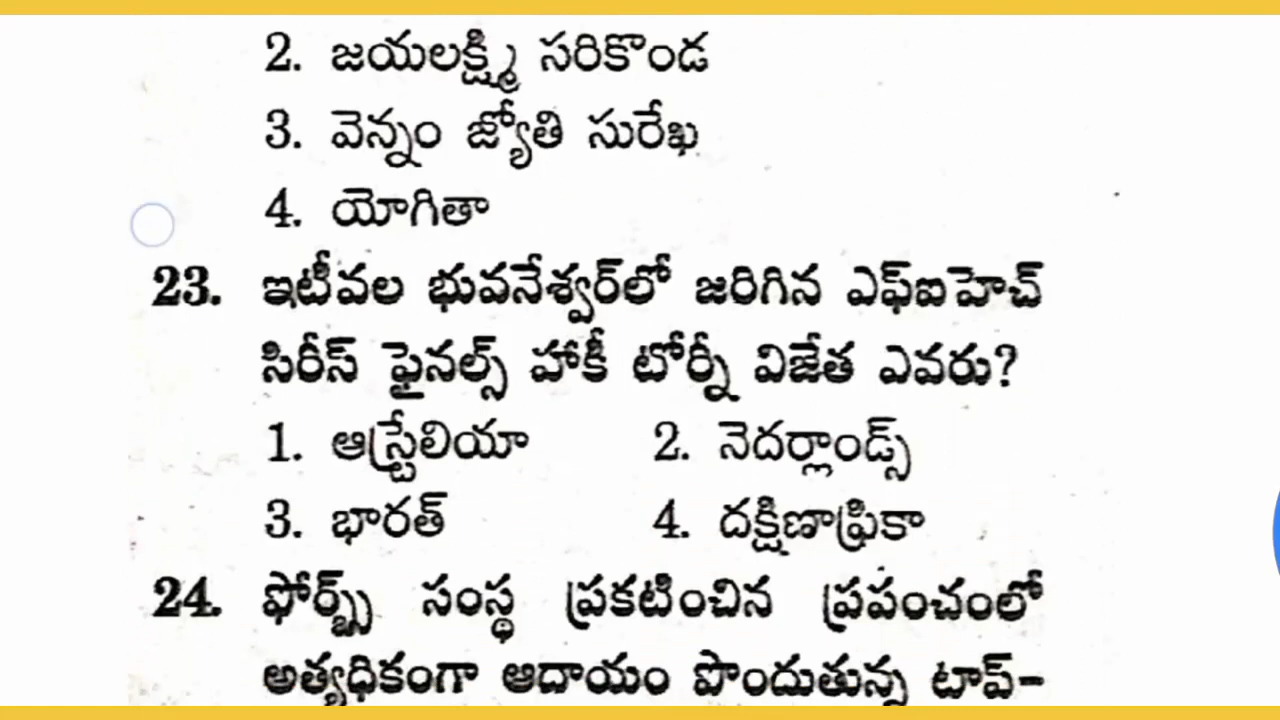 2. జయలక్ష్మి సరికొండ
3. వెన్నం జ్యోతి సురేఖ
4. యోగితా
23. ఇటీవల భువనేశ్వర్‌లో జరిగిన ఎఫ్ఐహెచ్
సిరీస్ ఫైనల్స్ హాకీ టోర్నీ విజేత ఎవరు?
1. ఆస్ట్రేలియా 2. నెదర్లాండ్స్
3. భారత్ 4. దక్షిణాఫ్రికా
24. ఫోర్బ్స్ సంస్థ ప్రకటించిన ప్రపంచంలో
అత్యధికంగా ఆదాయం పొందుతున్న టాప్-